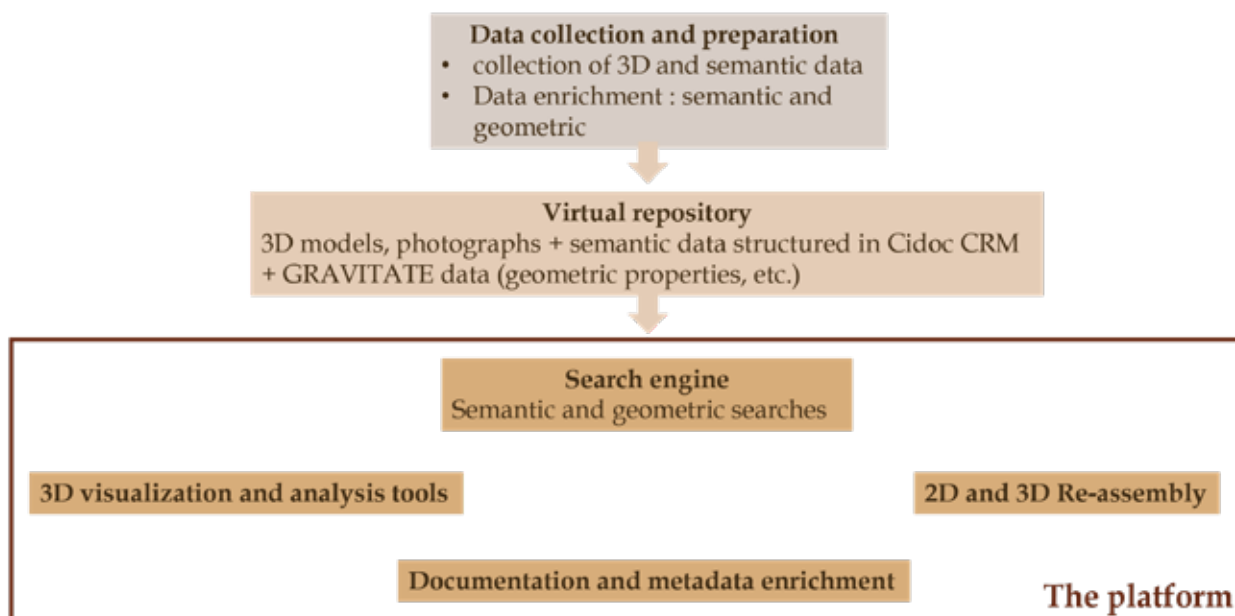 Data collection and preparation
• collection of 3D and semantic data
• Data enrichment : semantic and
geometric
Virtual repository
3D models, photographs + semantic data structured in Cidoc CRM
+ GRAVITATE data (geometric properties, etc.)
Search engine
Semantic and geometric searches
3D visualization and analysis tools
2D and 3D Re-assembly
Documentation and metadata enrichment
The platform